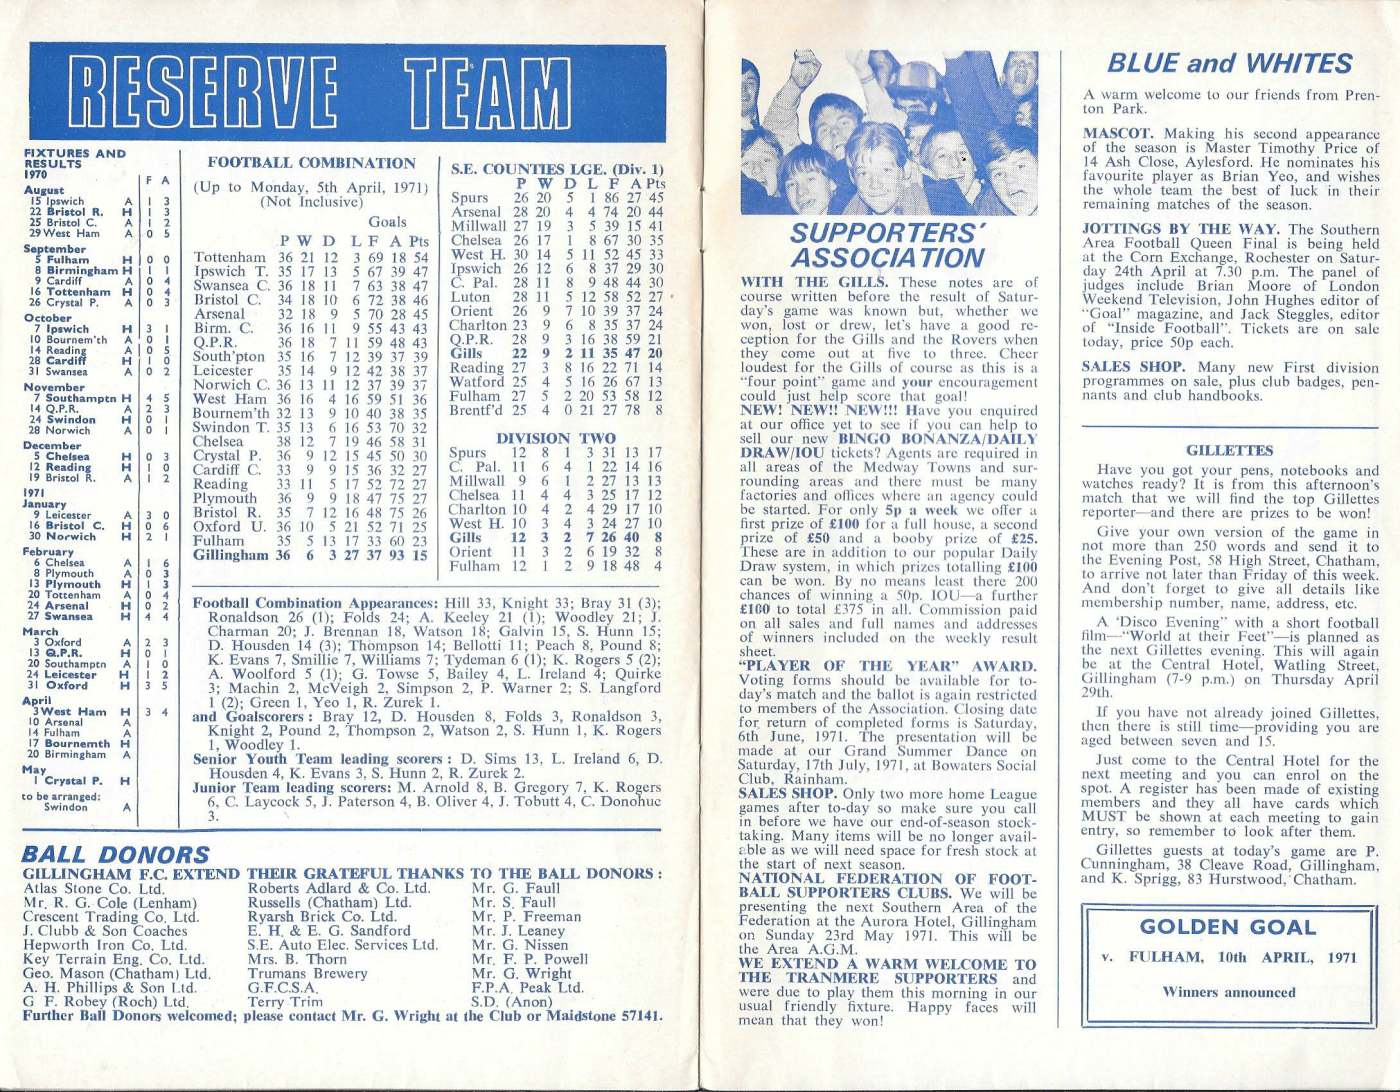 RESERVE TEAM
FIXTURES AND
RESULTS
1970
F A
August
15 Ipswich A 1 3
22 Bristol R. H 1 3
25 Bristol C. A 1 2
29 West Ham A 0 5
September
5 Fulham H 0 0
8 Birmingham H 1 1
9 Cardiff A 0 4
16 Tottenham H 0 4
26 Crystal P. A 0 3
October
7 Ipswich H 3 1
10 Bournem'th A 0 1
14 Reading A 0 5
28 Cardiff H 1 0
31 Swansea A 0 2
November
7 Southamptn H 4 5
14 Q.P.R. A 2 3
24 Swindon H 0 1
28 Norwich A 0 1
December
5 Chelsea H 0 3
12 Reading H 1 0
19 Bristol R. A 1 2
1971
January
9 Leicester A 3 0
16 Bristol C. H 0 6
30 Norwich H 2 1
February
6 Chelsea A 1 6
8 Plymouth A 0 3
13 Plymouth H 1 3
20 Tottenham A 0 4
24 Arsenal H 0 2
27 Swansea H 4 4
March
3 Oxford A 2 3
13 Q.P.R. H 0 1
20 Southamptn A 1 0
24 Leicester H 1 2
31 Oxford H 3 5
April
3 West Ham H 3 4
10 Arsenal A
14 Fulham A
17 Bournemth H
20 Birmingham A
May
1 Crystal P. H
to be arranged:
Swindon A
FOOTBALL COMBINATION
(Up to Monday, 5th April, 1971)
(Not Inclusive)
Goals
P W D L F A Pts
Tottenham 36 21 12 3 69 18 54
Ipswich T. 35 17 13 5 67 39 47
Swansea C. 36 18 11 7 63 38 47
Bristol C. 34 18 10 6 72 38 46
Arsenal 32 18 9 5 70 28 45
Birm. C. 36 16 11 9 55 43 43
Q.P.R. 36 18 7 11 59 48 43
South'pton 35 16 7 12 39 37 39
Leicester 35 14 9 12 42 38 37
Norwich C. 36 13 11 12 37 39 37
West Ham 36 16 4 16 59 51 36
Bournem'th 32 13 9 10 40 38 35
Swindon T. 35 13 6 16 53 70 32
Chelsea 38 12 7 19 46 58 31
Crystal P. 36 9 12 15 45 50 30
Cardiff C. 33 9 9 15 36 32 27
Reading 33 11 5 17 52 72 27
Plymouth 36 9 9 18 47 75 27
Bristol R. 35 7 12 16 48 75 26
Oxford U. 36 10 5 21 52 71 25
Fulham 35 5 13 17 33 60 23
Gillingham 36 6 3 27 37 93 15
S.E. COUNTIES LGE. (Div. 1)
P W D L F A Pts
Spurs 26 20 5 1 86 27 45
Arsenal 28 20 4 4 74 20 44
Millwall 27 19 3 5 39 15 41
Chelsea 26 17 1 8 67 30 35
West H. 30 14 5 11 52 45 33
Ipswich 26 12 6 8 37 29 30
C. Pal. 28 11 8 9 48 44 30
Luton 28 11 5 12 58 52 27
Orient 26 9 7 10 39 37 24
Charlton 23 9 6 8 35 37 24
Q.P.R. 28 9 3 16 38 59 21
Gills 22 9 2 11 35 47 20
Reading 27 3 8 16 22 71 14
Watford 25 4 5 16 26 67 13
Fulham 27 5 2 20 53 58 12
Brentf'd 25 4 0 21 27 78 8
DIVISION TWO
Spurs 12 8 1 3 31 13 17
C. Pal. 11 6 4 1 22 14 16
Millwall 9 6 1 2 27 13 13
Chelsea 11 4 4 3 25 17 12
Charlton 10 4 2 4 29 17 10
West H. 10 3 4 3 24 27 10
Gills 12 3 2 7 26 40 8
Orient 11 3 2 6 19 32 8
Fulham 12 1 2 9 18 48 4
Football Combination Appearances: Hill 33, Knight 33; Bray 31 (3);
Ronaldson 26 (1); Folds 24; A. Keeley 21 (1); Woodley 21; J.
Charman 20; J. Brennan 18, Watson 18; Galvin 15, S. Hunn 15;
D. Housden 14 (3); Thompson 14; Bellotti 11; Peach 8, Pound 8;
K. Evans 7, Smillie 7, Williams 7; Tydeman 6 (1); K. Rogers 5 (2);
A. Woolford 5 (1); G. Towse 5, Bailey 4, L. Ireland 4; Quirke
3; Machin 2, McVeigh 2, Simpson 2, P. Warner 2; S. Langford
1 (2); Green 1, Yeo 1, R. Zurek 1.
and Goalscorers: Bray 12, D. Housden 8, Folds 3, Ronaldson 3,
Knight 2, Pound 2, Thompson 2, Watson 2, S. Hunn 1, K. Rogers
1, Woodley 1.
Senior Youth Team leading scorers: D. Sims 13, L. Ireland 6, D.
Housden 4, K. Evans 3, S. Hunn 2, R. Zurek 2.
Junior Team leading scorers: M. Arnold 8, B. Gregory 7, K. Rogers
6, C. Laycock 5, J. Paterson 4, B. Oliver 4, J. Tobutt 4, C. Donohue
3.
BALL DONORS
GILLINGHAM F.C. EXTEND THEIR GRATEFUL THANKS TO THE BALL DONORS:
Atlas Stone Co. Ltd.
Mr. R. G. Cole (Lenham)
Crescent Trading Co. Ltd.
J. Clubb & Son Coaches
Hepworth Iron Co. Ltd.
Key Terrain Eng. Co. Ltd.
Geo. Mason (Chatham) Ltd.
A. H. Phillips & Son Ltd.
G F. Robey (Roch) Ltd.
Roberts Adlard & Co. Ltd.
Russells (Chatham) Ltd.
Ryarsh Brick Co. Ltd.
E. H. & E. G. Sandford
S.E. Auto Elec. Services Ltd.
Mrs. B. Thorn
Trumans Brewery
G.F.C.S.A.
Terry Trim
Mr. G. Faull
Mr. S. Faull
Mr. P. Freeman
Mr. J. Leaney
Mr. G. Nissen
Mr. F. P. Powell
Mr. G. Wright
F.P.A. Peak Ltd.
S.D. (Anon)
Further Ball Donors welcomed; please contact Mr. G. Wright at the Club or Maidstone 57141.
SUPPORTERS'
ASSOCIATION
WITH THE GILLS. These notes are of
course written before the result of Satur-
day's game was known but, whether we
won, lost or drew, let's have a good re-
ception for the Gills and the Rovers when
they come out at five to three. Cheer
loudest for the Gills of course as this is a
"four point" game and your encouragement
could just help score that goal!
NEW! NEW!! NEW!!! Have you enquired
at our office yet to see if you can help to
sell our new BINGO BONANZA/DAILY
DRAW/IOU tickets? Agents are required in
all areas of the Medway Towns and sur-
rounding areas and there must be many
factories and offices where an agency could
be started. For only 5p a week we offer a
first prize of £100 for a full house, a second
prize of £50 and a booby prize of £25.
These are in addition to our popular Daily
Draw system, in which prizes totalling £100
can be won. By no means least there 200
chances of winning a 50p. IOU—a further
£100 to total £375 in all. Commission paid
on all sales and full names and addresses
of winners included on the weekly result
sheet.
"PLAYER OF THE YEAR" AWARD.
Voting forms should be available for to-
day's match and the ballot is again restricted
to members of the Association. Closing date
for return of completed forms is Saturday,
6th June, 1971. The presentation will be
made at our Grand Summer Dance on
Saturday, 17th July, 1971, at Bowaters Social
Club, Rainham.
SALES SHOP. Only two more home League
games after to-day so make sure you call
in before we have our end-of-season stock-
taking. Many items will be no longer avail-
able as we will need space for fresh stock at
the start of next season.
NATIONAL FEDERATION OF FOOT-
BALL SUPPORTERS CLUBS. We will be
presenting the next Southern Area of the
Federation at the Aurora Hotel, Gillingham
on Sunday 23rd May 1971. This will be
the Area A.G.M.
WE EXTEND A WARM WELCOME TO
THE TRANMERE SUPPORTERS and
were due to play them this morning in our
usual friendly fixture. Happy faces will
mean that they won!
BLUE and WHITES
A warm welcome to our friends from Pren-
ton Park.
MASCOT. Making his second appearance
of the season is Master Timothy Price of
14 Ash Close, Aylesford. He nominates his
favourite player as Brian Yeo, and wishes
the whole team the best of luck in their
remaining matches of the season.
JOTTINGS BY THE WAY. The Southern
Area Football Queen Final is being held
at the Corn Exchange, Rochester on Satur-
day 24th April at 7.30 p.m. The panel of
judges include Brian Moore of London
Weekend Television, John Hughes editor of
"Goal" magazine, and Jack Steggles, editor
of "Inside Football". Tickets are on sale
today, price 50p each.
SALES SHOP. Many new First division
programmes on sale, plus club badges, pen-
nants and club handbooks.
GILLETTES
Have you got your pens, notebooks and
watches ready? It is from this afternoon's
match that we will find the top Gillettes
reporter—and there are prizes to be won!
Give your own version of the game in
not more than 250 words and send it to
the Evening Post, 58 High Street, Chatham,
to arrive not later than Friday of this week.
And don't forget to give all details like
membership number, name, address, etc.
A 'Disco Evening" with a short football
film—"World at their Feet"—is planned as
the next Gillettes evening. This will again
be at the Central Hotel, Watling Street,
Gillingham (7-9 p.m.) on Thursday April
29th.
If you have not already joined Gillettes,
then there is still time—providing you are
aged between seven and 15.
Just come to the Central Hotel for the
next meeting and you can enrol on the
spot. A register has been made of existing
members and they all have cards which
MUST be shown at each meeting to gain
entry, so remember to look after them.
Gillettes guests at today's game are P.
Cunningham, 38 Cleave Road, Gillingham,
and K. Sprigg, 83 Hurstwood, Chatham.
GOLDEN GOAL
v. FULHAM, 10th APRIL, 1971
Winners announced